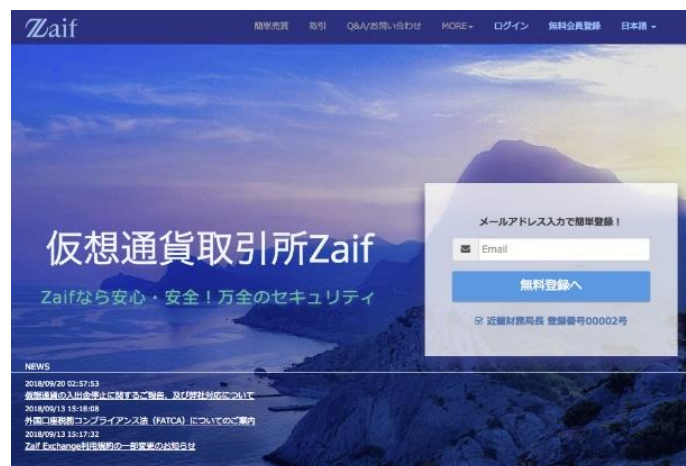 Zaif
簡単売買 取引 Q&A/お問い合わせ MORE ログイン 無料会員登録 日本語
仮想通貨取引所Zaif
Zaifなら安心・安全！万全のセキュリティ
メールアドレス入力で簡単登録！
Email
無料登録へ
近畿財務局長 登録番号00002号
NEWS
2018/09/20 02:57:53
仮想通貨の入出金停止に関するご報告、及び弊社対応について
2018/09/13 15:18:08
外国口座税務コンプライアンス法（FATCA）についてのご案内
2018/09/13 15:17:32
Zaif Exchange利用規約の一部変更のお知らせ